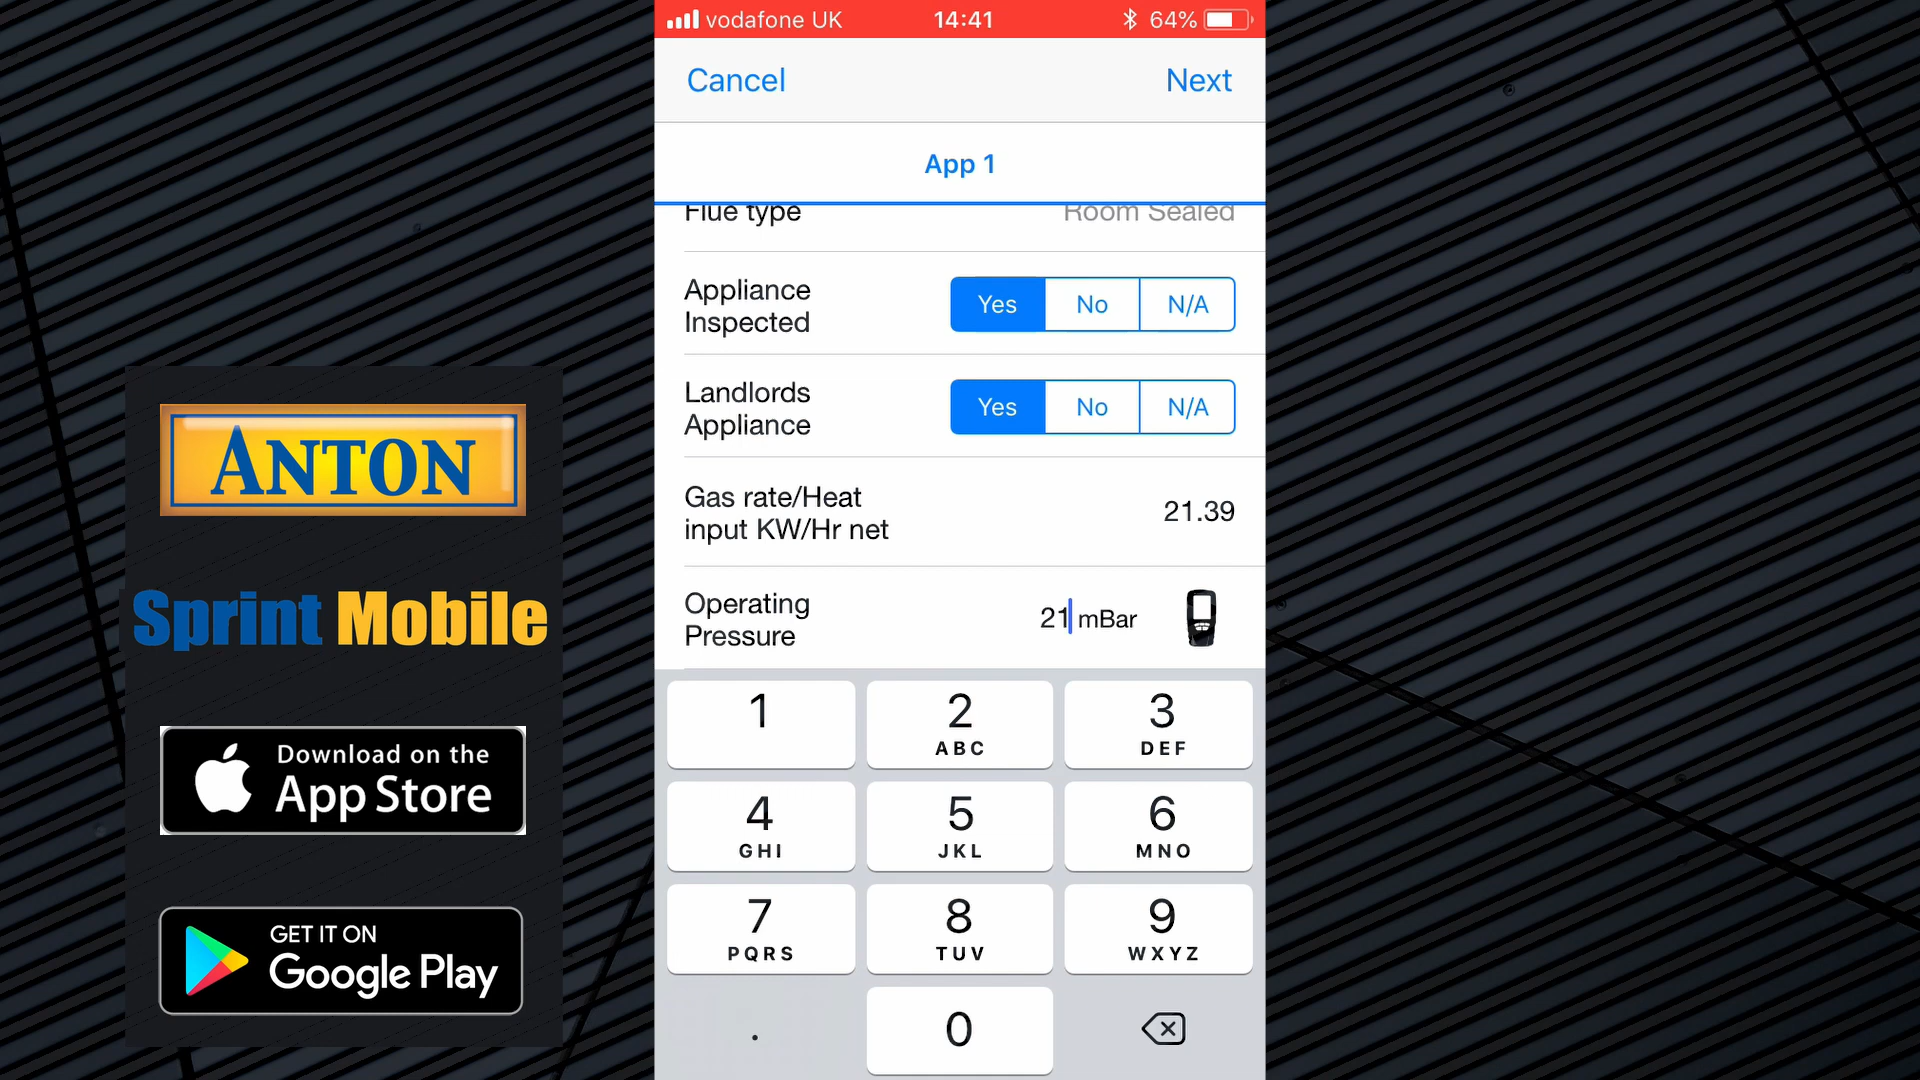 vodafone UK 14:41 64%
Cancel Next
App 1
Flue type Room Sealed
Appliance Inspected Yes No N/A
Landlords Appliance Yes No N/A
Gas rate/Heat input KW/Hr net 21.39
Operating Pressure 21 mBar
1 2 ABC 3 DEF
4 GHI 5 JKL 6 MNO
7 PQRS 8 TUV 9 WXYZ
. 0
ANTON
Sprint Mobile
Download on the
App Store
GET IT ON
Google Play